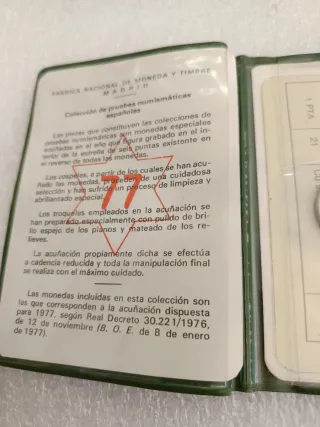 FABRICA NACIONAL DE MONEDA Y TIMBRE
MADRID
Colección de pruebas numismáticas
españolas
Las piezas que constituyen las colecciones de
pruebas numismáticas son monedas especiales
acuñadas en el año que figura grabado en el in-
terior de la estrella de seis puntas existente en
el reverso de todas las monedas.
Los cospeles, a partir de los cuales se han acu-
ñado las monedas, proceden de una cuidadosa
selección y han sufrido un proceso de limpieza y
abrillantado especial.
Los troqueles empleados en la acuñación se
han preparado especialmente con pulido de bri-
llo espejo de los planos y mateado de los re-
lieves.
La acuñación propiamente dicha se efectúa
a cadencia reducida y toda la manipulación final
se realiza con el máximo cuidado.
Las monedas incluidas en esta colección son
los que corresponden a la acuñación dispuesta
para 1977, según Real Decreto 30.221/1976,
de 12 de noviembre (B. O. E. de 8 de enero
de 1977).
77
1 PTA
21